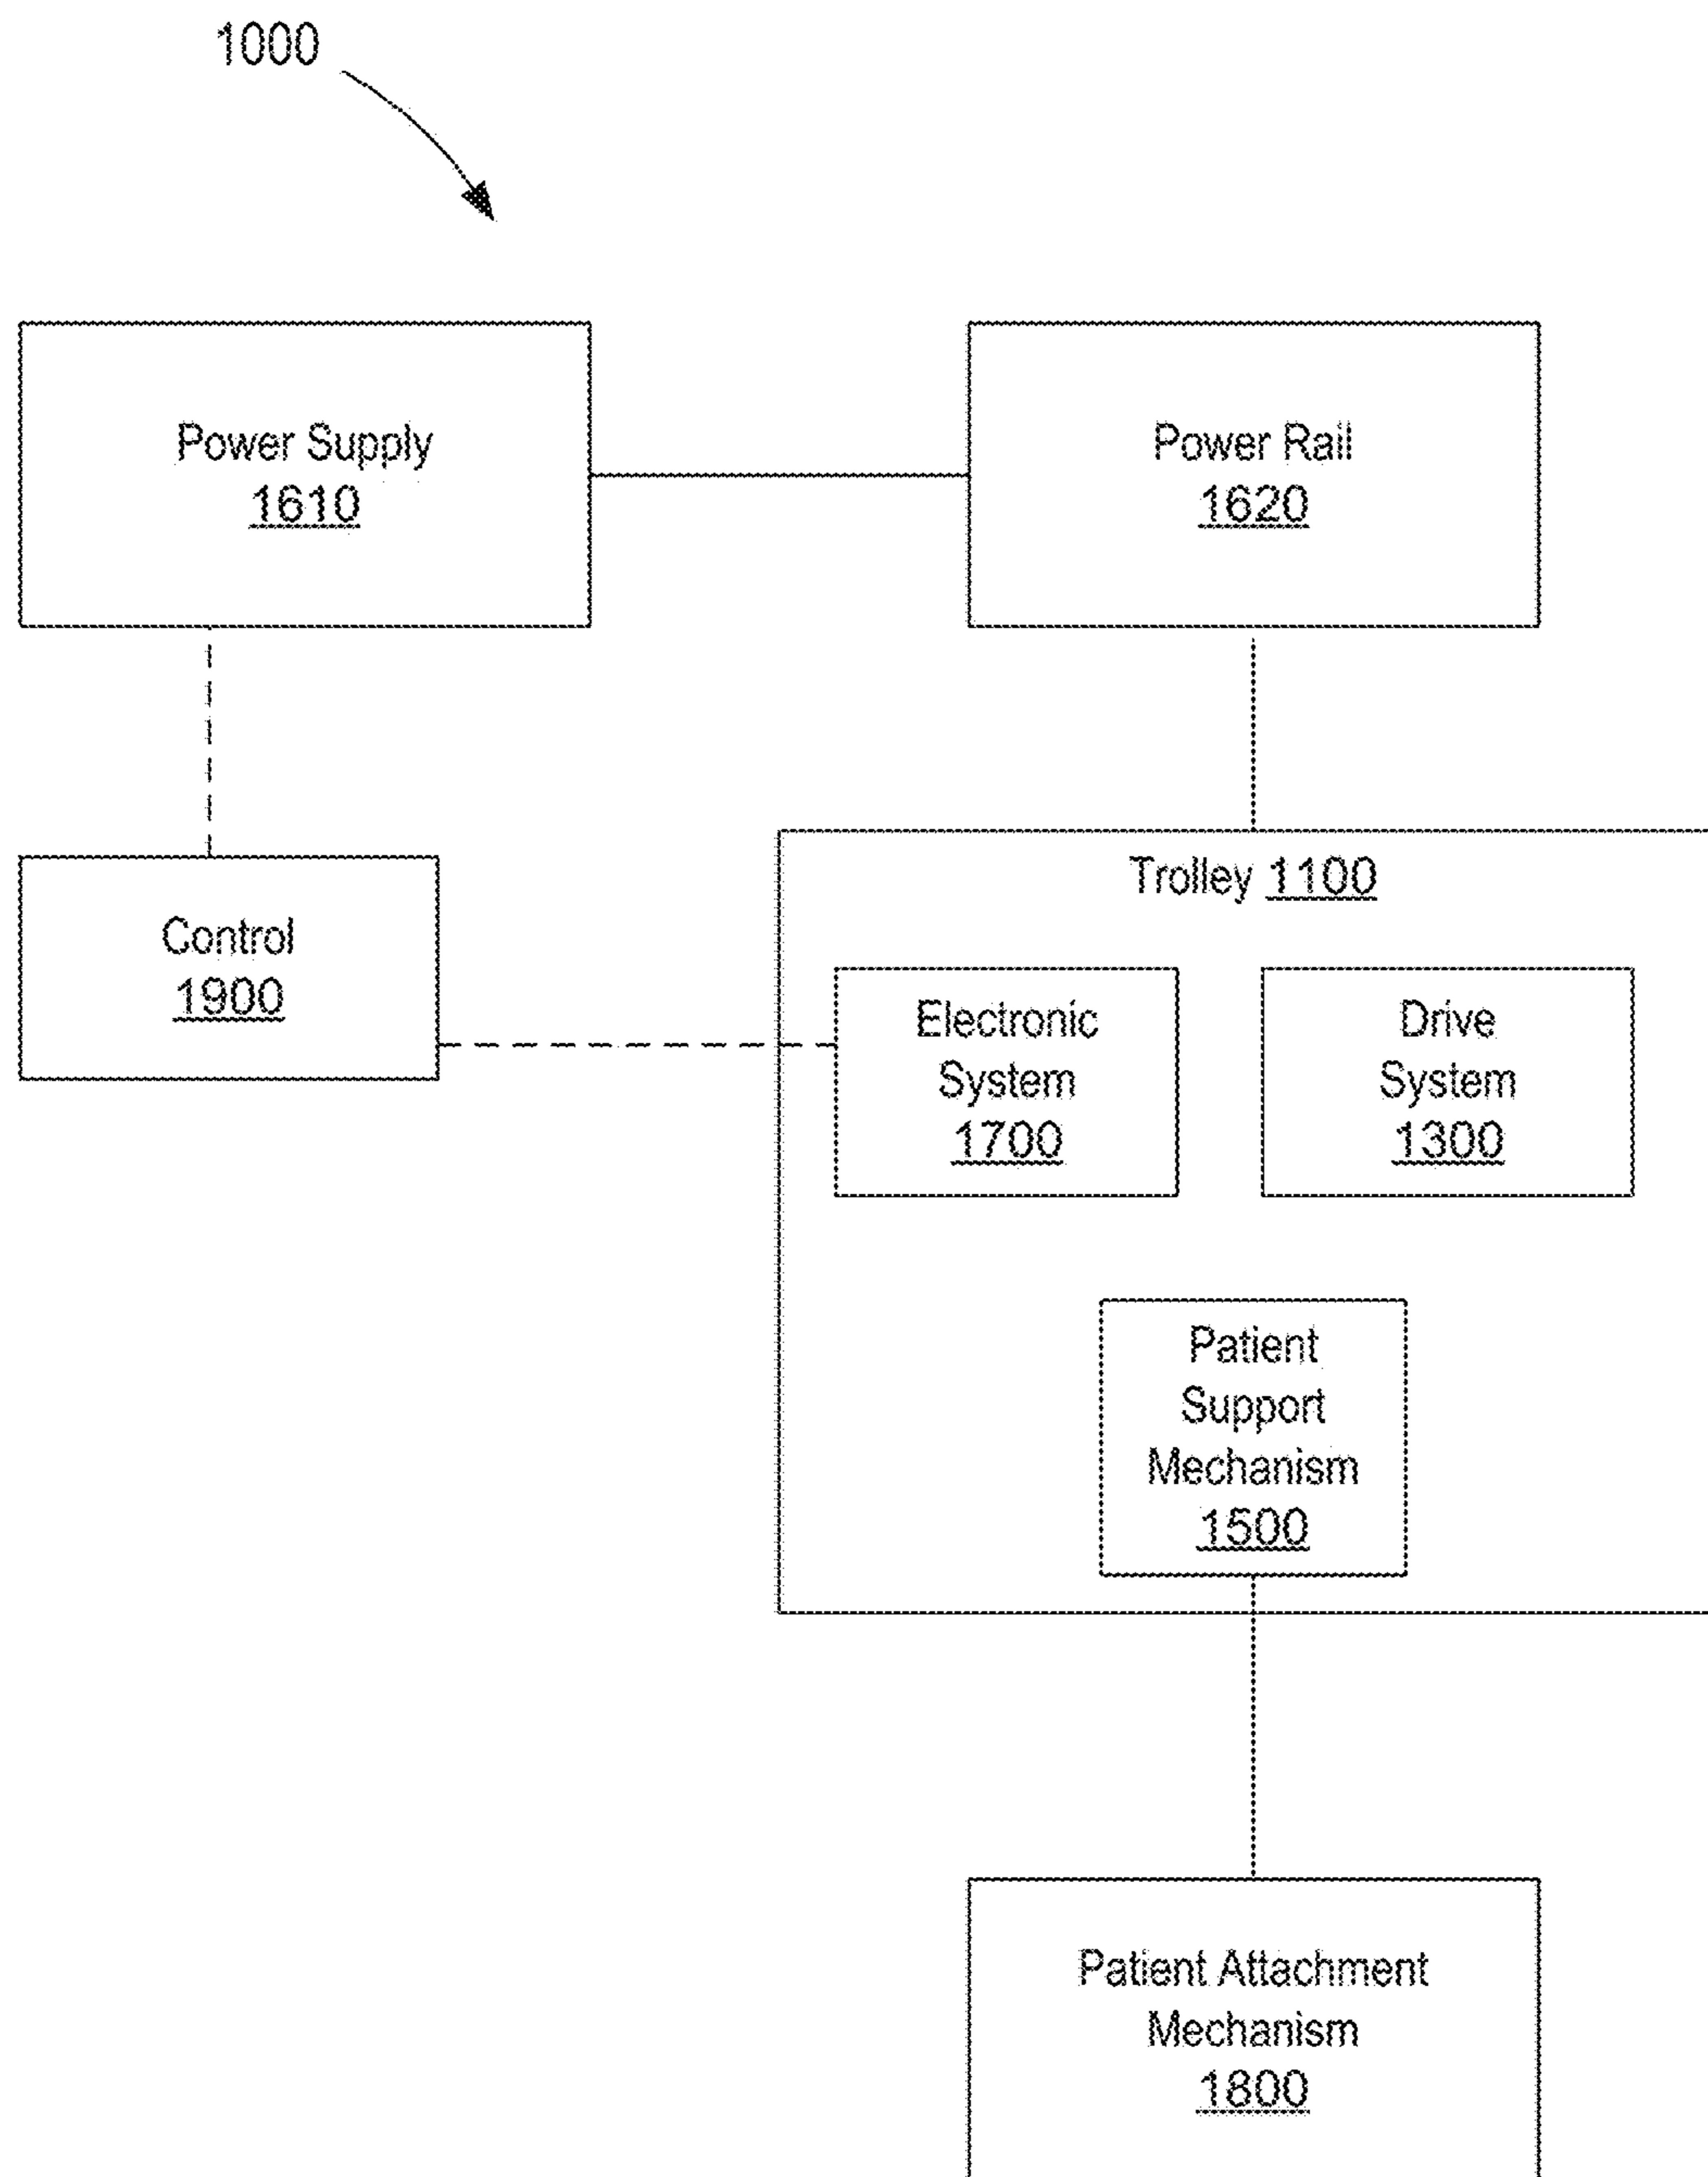 1000
Power Supply
1610
Power Rail
1620
Control
1900
Trolley 1100
Electronic
System
1700
Drive
System
1300
Patient
Support
Mechanism
1500
Patient Attachment
Mechanism
1800